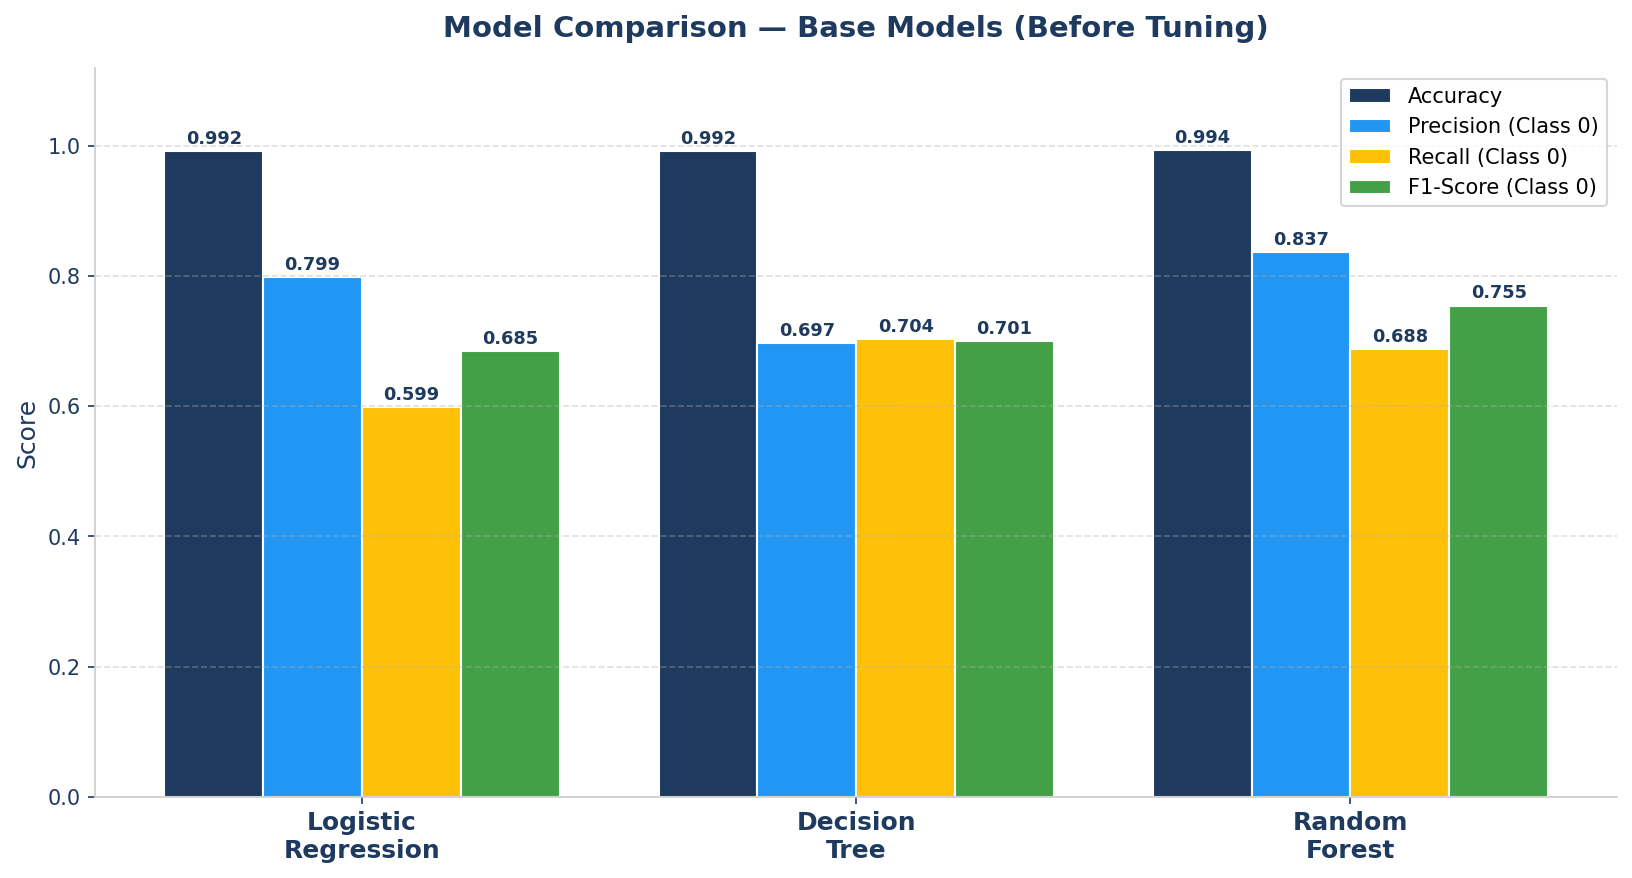 Model Comparison — Base Models (Before Tuning)
Accuracy
Precision (Class 0)
Recall (Class 0)
F1-Score (Class 0)
Score
1.0
0.8
0.6
0.4
0.2
0.0
0.992
0.799
0.599
0.685
0.992
0.697
0.704
0.701
0.994
0.837
0.688
0.755
Logistic
Regression
Decision
Tree
Random
Forest